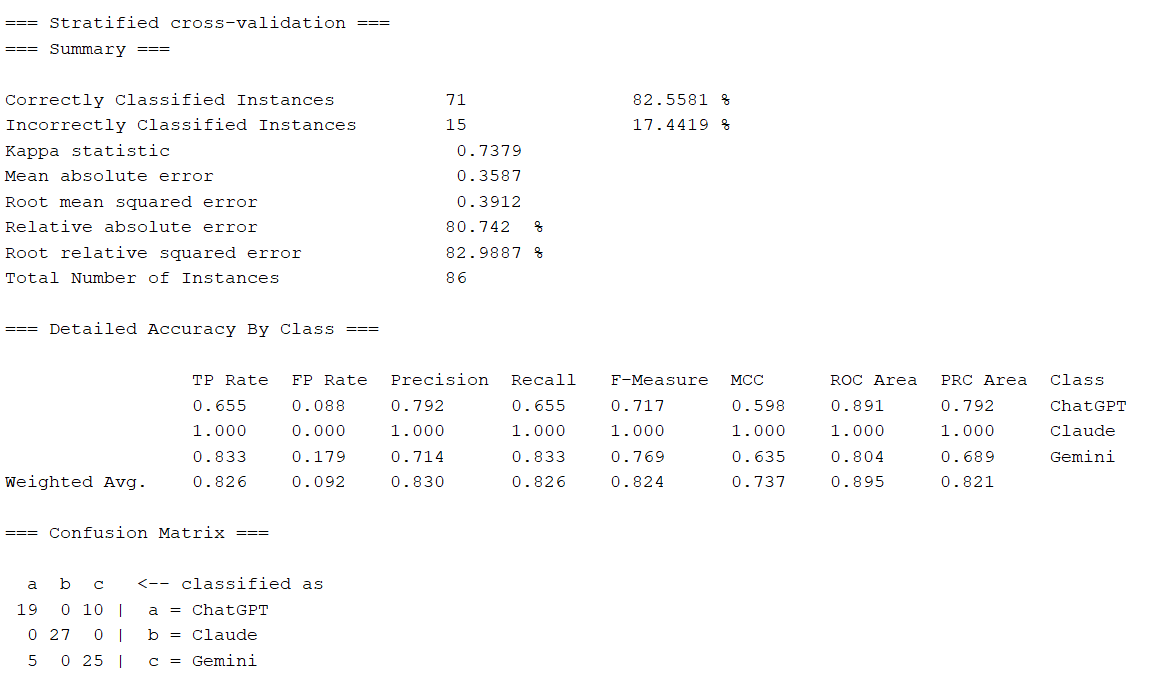 === Stratified cross-validation ===
=== Summary ===
Correctly Classified Instances 71 82.5581 %
Incorrectly Classified Instances 15 17.4419 %
Kappa statistic 0.7379
Mean absolute error 0.3587
Root mean squared error 0.3912
Relative absolute error 80.742 %
Root relative squared error 82.9887 %
Total Number of Instances 86
=== Detailed Accuracy By Class ===
TP Rate FP Rate Precision Recall F-Measure MCC ROC Area PRC Area Class
0.655 0.088 0.792 0.655 0.717 0.598 0.891 0.792 ChatGPT
1.000 0.000 1.000 1.000 1.000 1.000 1.000 1.000 Claude
0.833 0.179 0.714 0.833 0.769 0.635 0.804 0.689 Gemini
Weighted Avg. 0.826 0.092 0.830 0.826 0.824 0.737 0.895 0.821
=== Confusion Matrix ===
a b c <-- classified as
19 0 10 | a = ChatGPT
0 27 0 | b = Claude
5 0 25 | c = Gemini